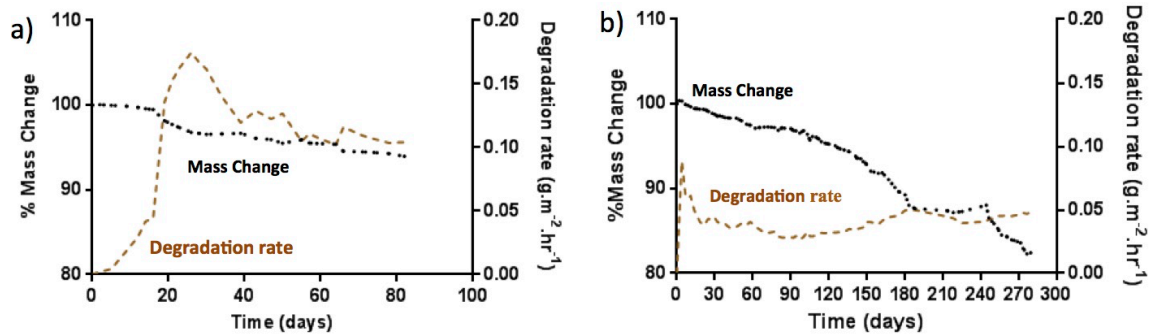 a)
110
100
90
80
% Mass Change
0.20
0.15
0.10
0.05
0.00
Degradation rate (g.m-2.hr-1)
Mass Change
Degradation rate
0 20 40 60 80 100
Time (days)
b)
110
100
90
80
%Mass Change
0.20
0.15
0.10
0.05
0.00
Degradation rate (g.m-2.hr-1)
Mass Change
Degradation rate
0 30 60 90 120 150 180 210 240 270 300
Time (days)